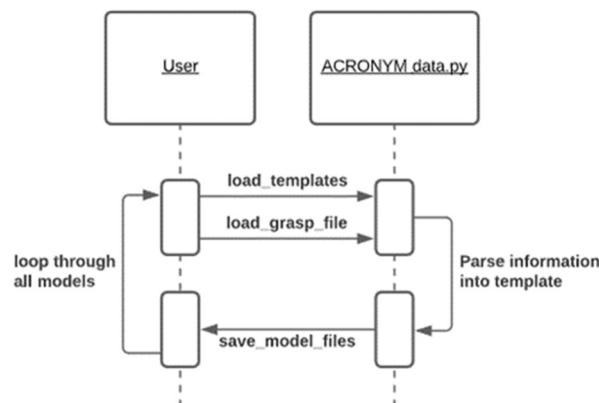 User
ACRONYM data.py
load_templates
load_grasp_file
loop through
all models
Parse information
into template
save_model_files